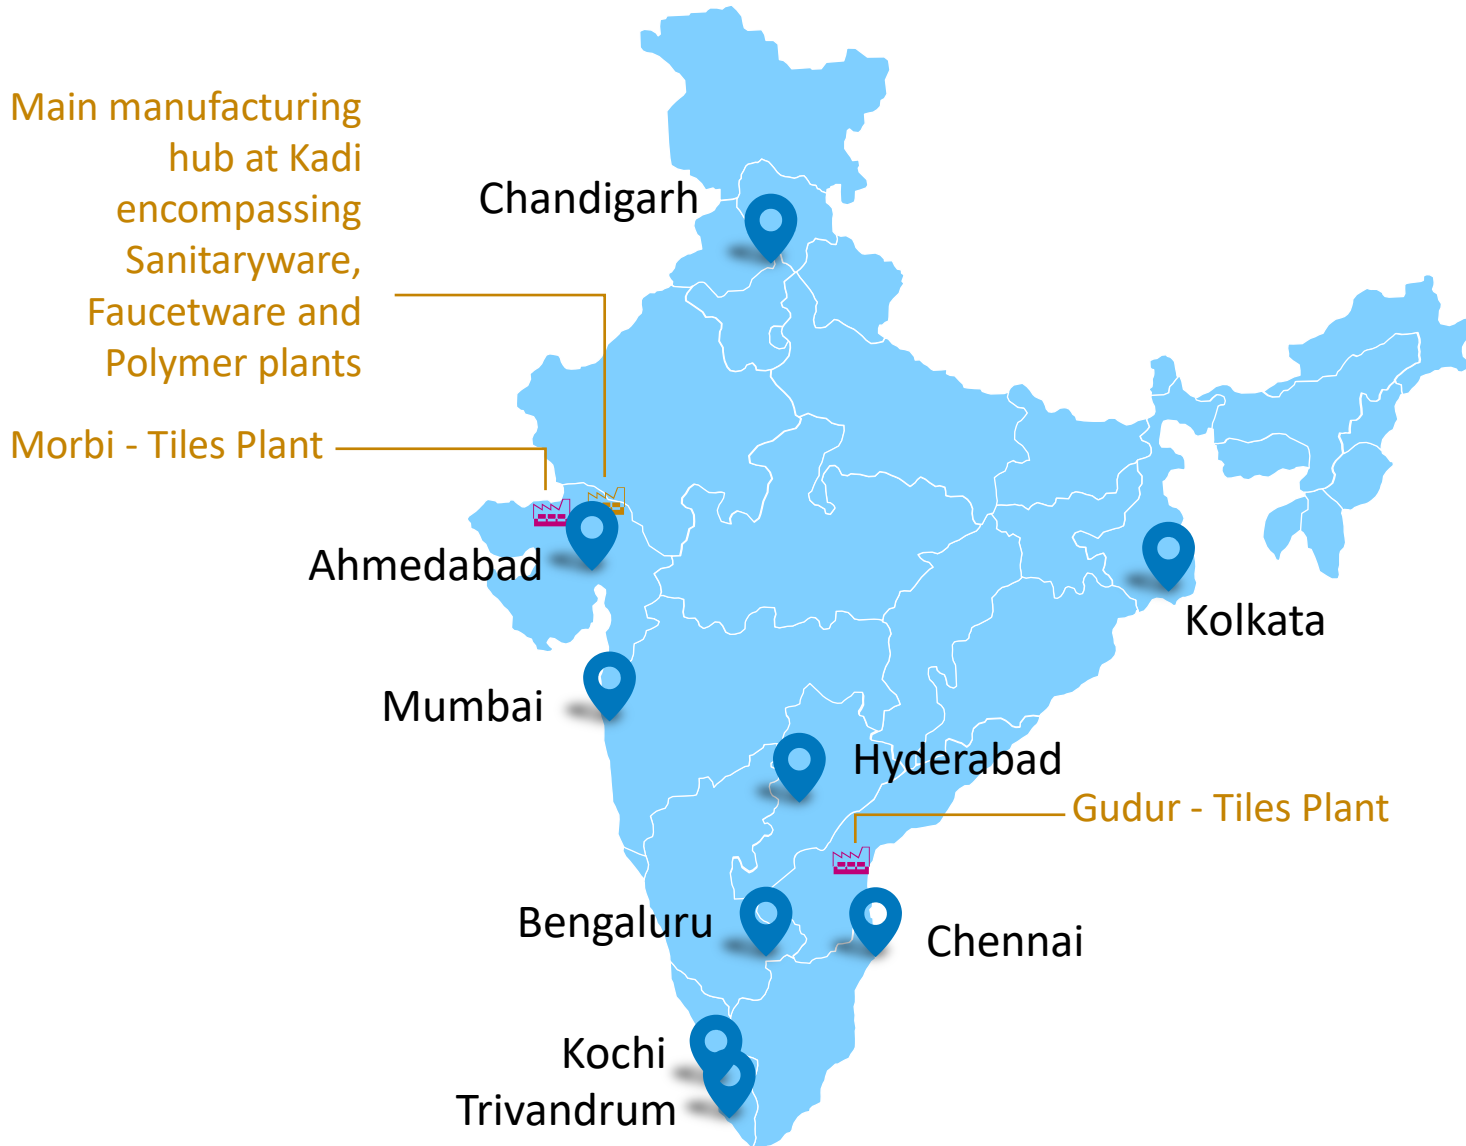 Main manufacturing
hub at Kadi
encompassing
Sanitaryware,
Faucetware and
Polymer plants
Chandigarh
Morbi - Tiles Plant
Ahmedabad
Kolkata
Mumbai
Hyderabad
Gudur - Tiles Plant
Bengaluru
Chennai
Kochi
Trivandrum